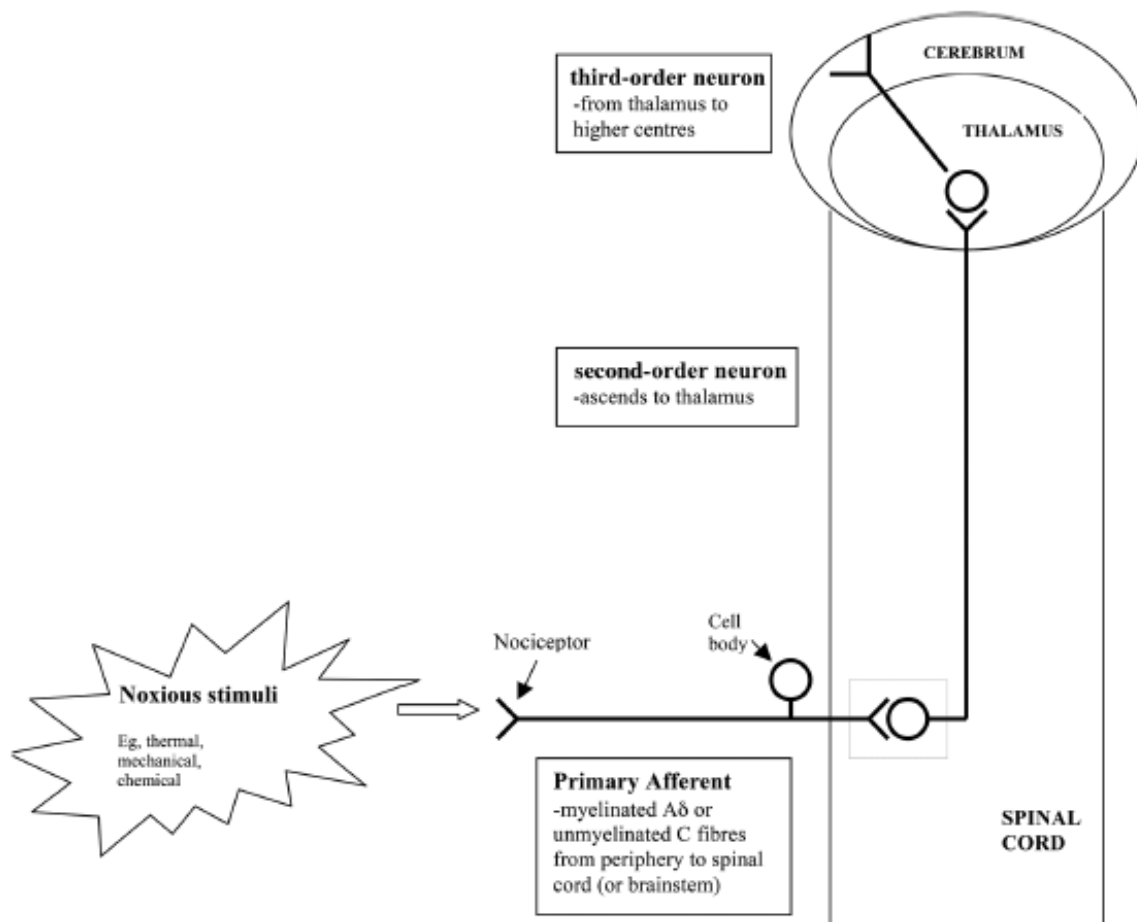 CEREBRUM
third-order neuron
-from thalamus to
higher centres
THALAMUS
second-order neuron
-ascends to thalamus
Cell
body
Nociceptor
Noxious stimuli
Eg, thermal,
mechanical,
chemical
Primary Afferent
-myelinated Aδ or
unmyelinated C fibres
from periphery to spinal
cord (or brainstem)
SPINAL
CORD